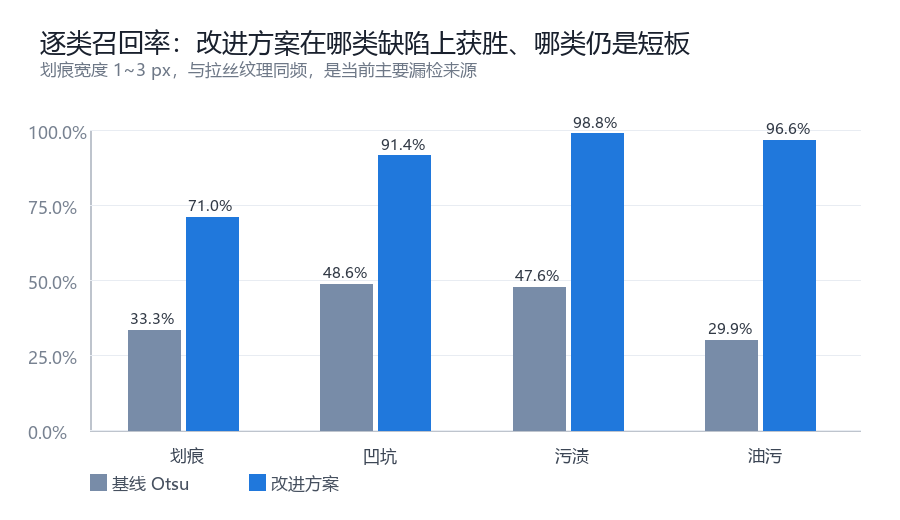 逐类召回率：改进方案在哪类缺陷上获胜、哪类仍是短板
划痕宽度 1~3 px，与拉丝纹理同频，是当前主要漏检来源
100.0%
75.0%
50.0%
25.0%
0.0%
33.3%
71.0%
48.6%
91.4%
47.6%
98.8%
29.9%
96.6%
划痕
凹坑
污渍
油污
基线 Otsu
改进方案